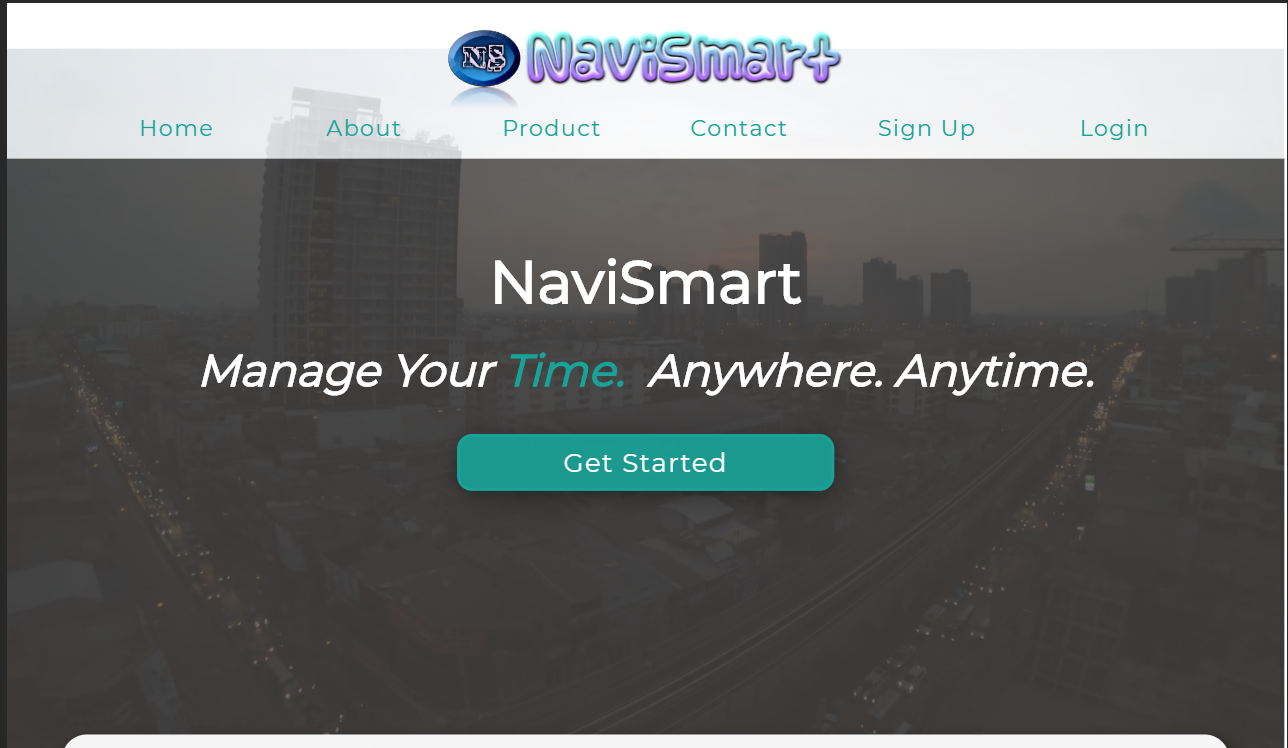 NS NaviSmart
Home About Product Contact Sign Up Login
NaviSmart
Manage Your Time. Anywhere. Anytime.
Get Started